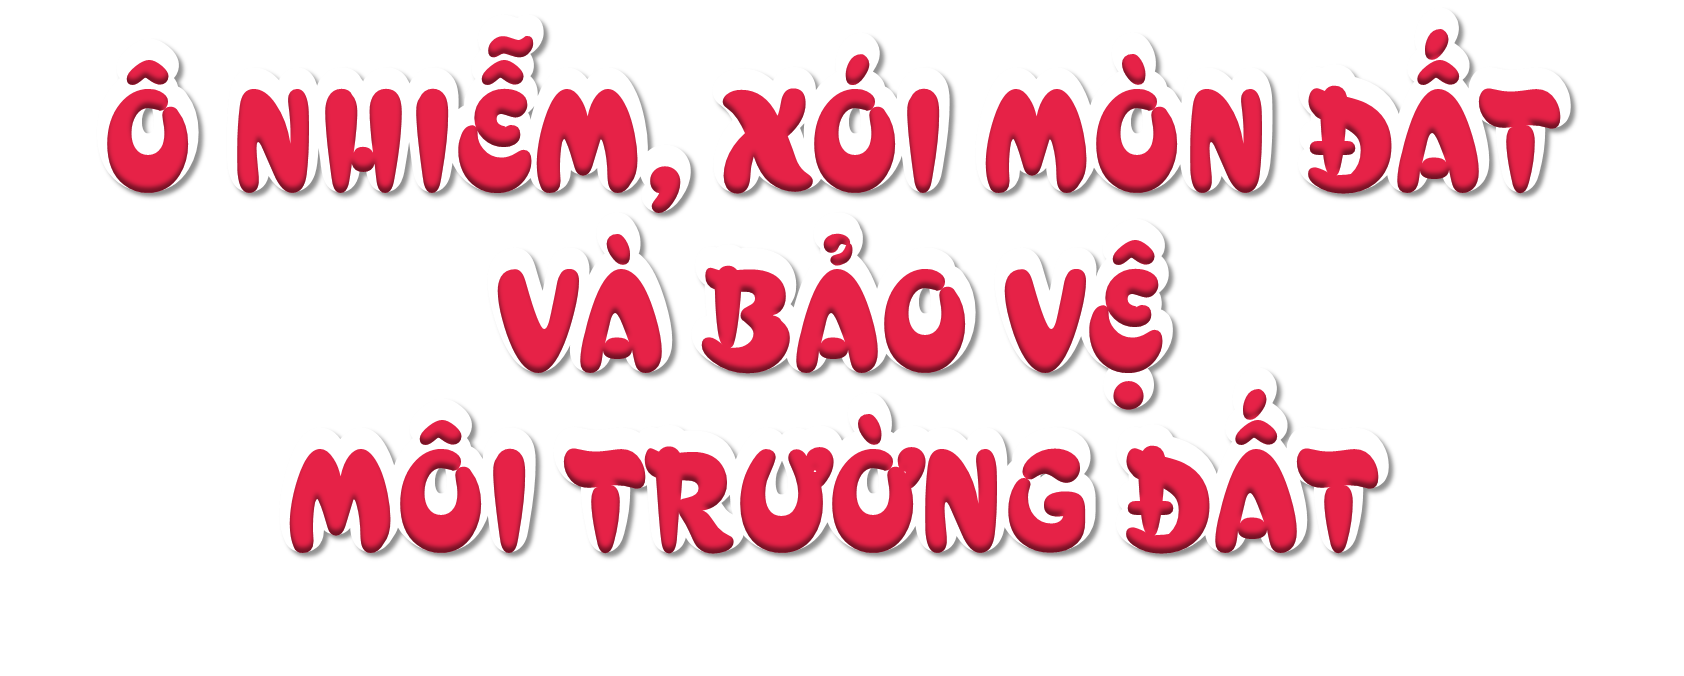 Ô NHIỄM, XÓI MÒN ĐẤT
VÀ BẢO VỆ
MÔI TRƯỜNG ĐẤT